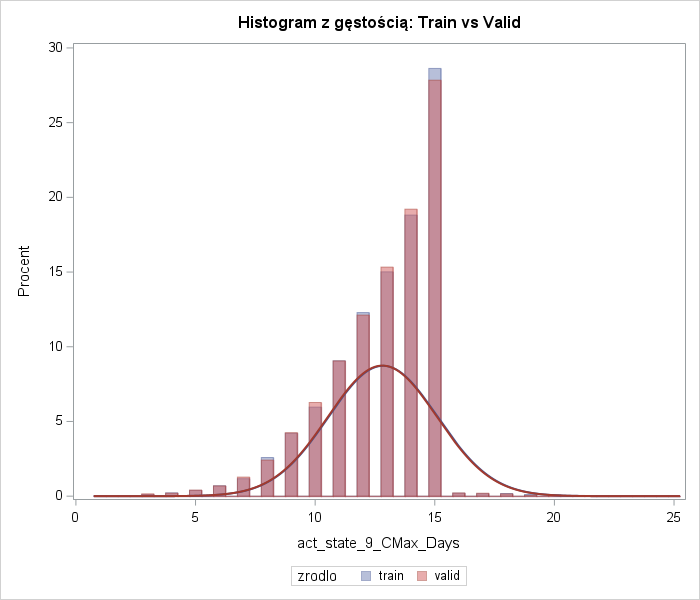 Histogram z gęstością: Train vs Valid
30
25
20
15
10
5
0
Procent
0 5 10 15 20 25
act_state_9_CMax_Days
zrodlo train valid